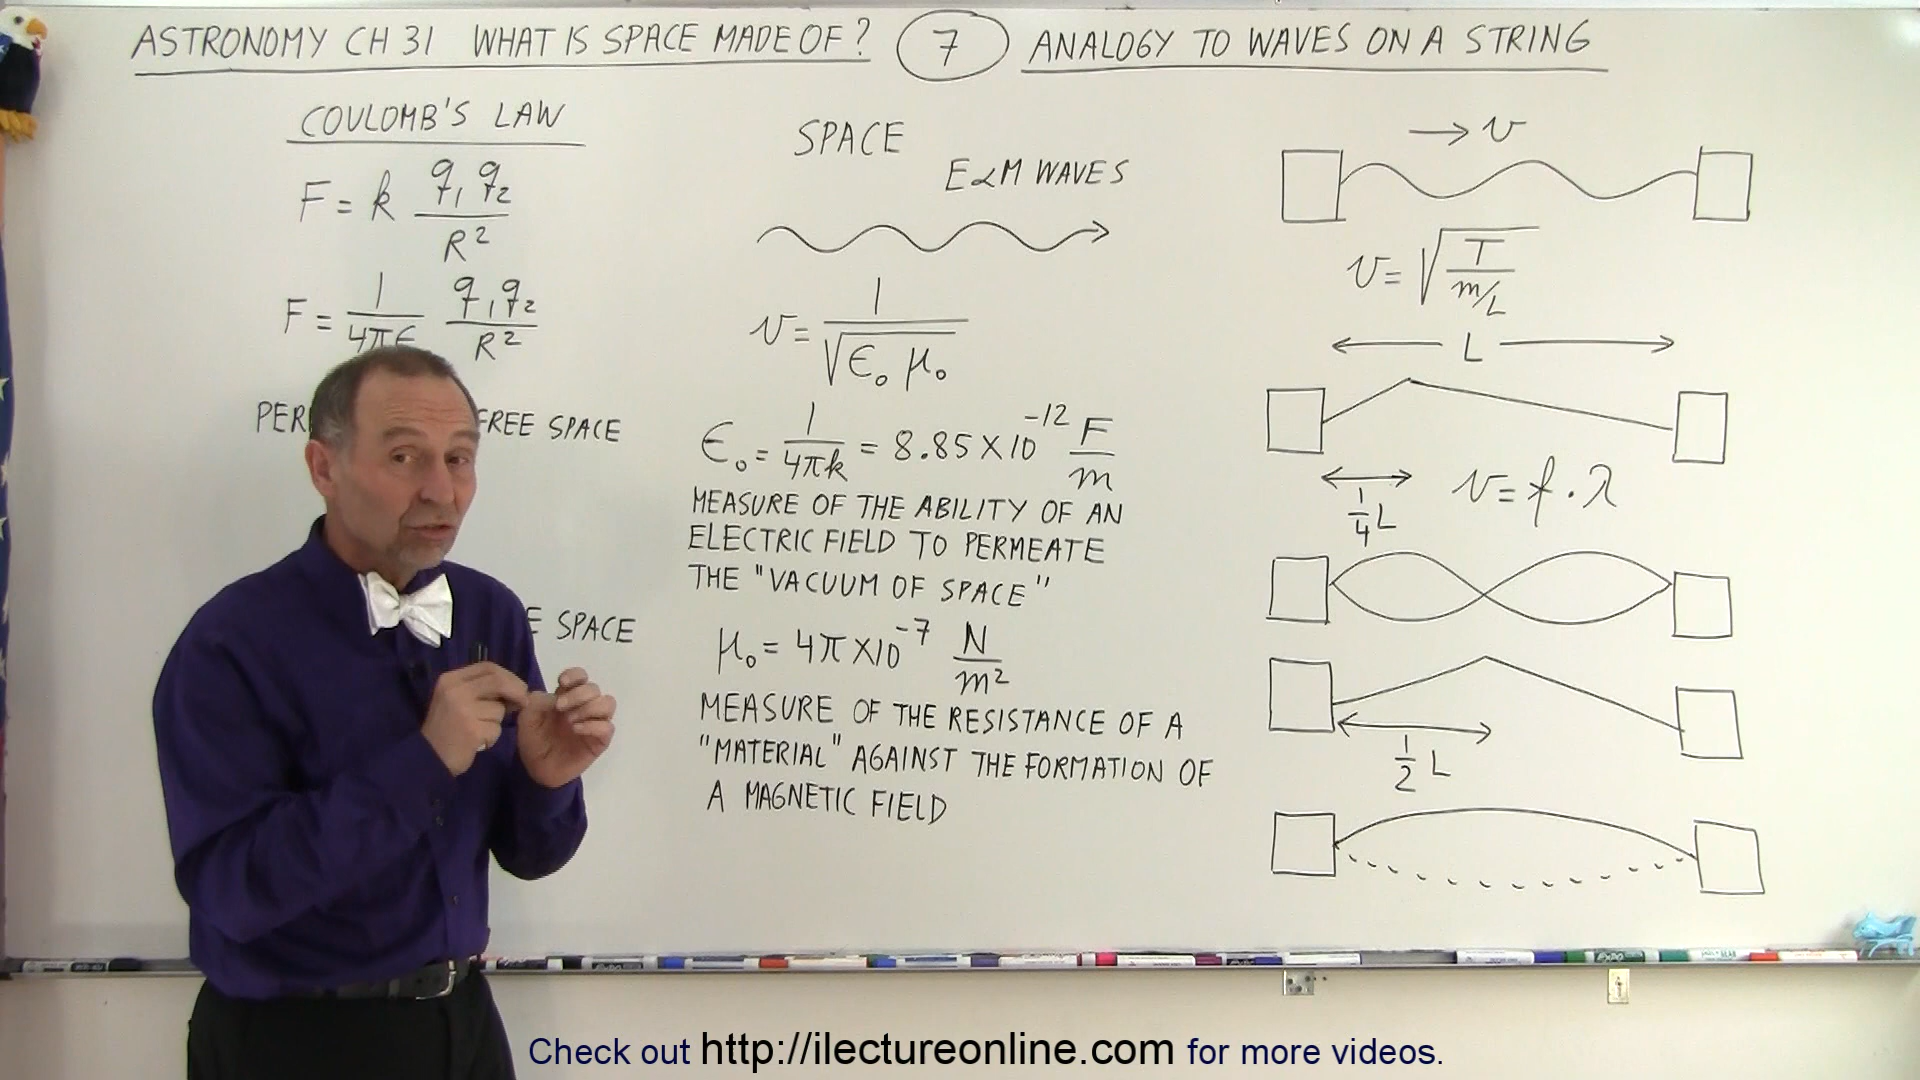 ASTRONOMY CH 31 WHAT IS SPACE MADE OF? 7 ANALOGY TO WAVES ON A STRING
COULOMB'S LAW
F = k q₁q₂/R²
F = 1/4πϵ q₁q₂/R²
FREE SPACE
SPACE
SPACE
E&M WAVES
v = 1/√(ϵ₀ μ₀)
ϵ₀ = 1/4πk = 8.85 × 10⁻¹² F/m
MEASURE OF THE ABILITY OF AN
ELECTRIC FIELD TO PERMEATE
THE "VACUUM OF SPACE"
μ₀ = 4π × 10⁻⁷ N/m²
MEASURE OF THE RESISTANCE OF A
"MATERIAL" AGAINST THE FORMATION OF
A MAGNETIC FIELD
→ v
v = √(T/(m/L))
L
1/4 L
v = f · λ
1/2 L
Check out http://ilectureonline.com for more videos.